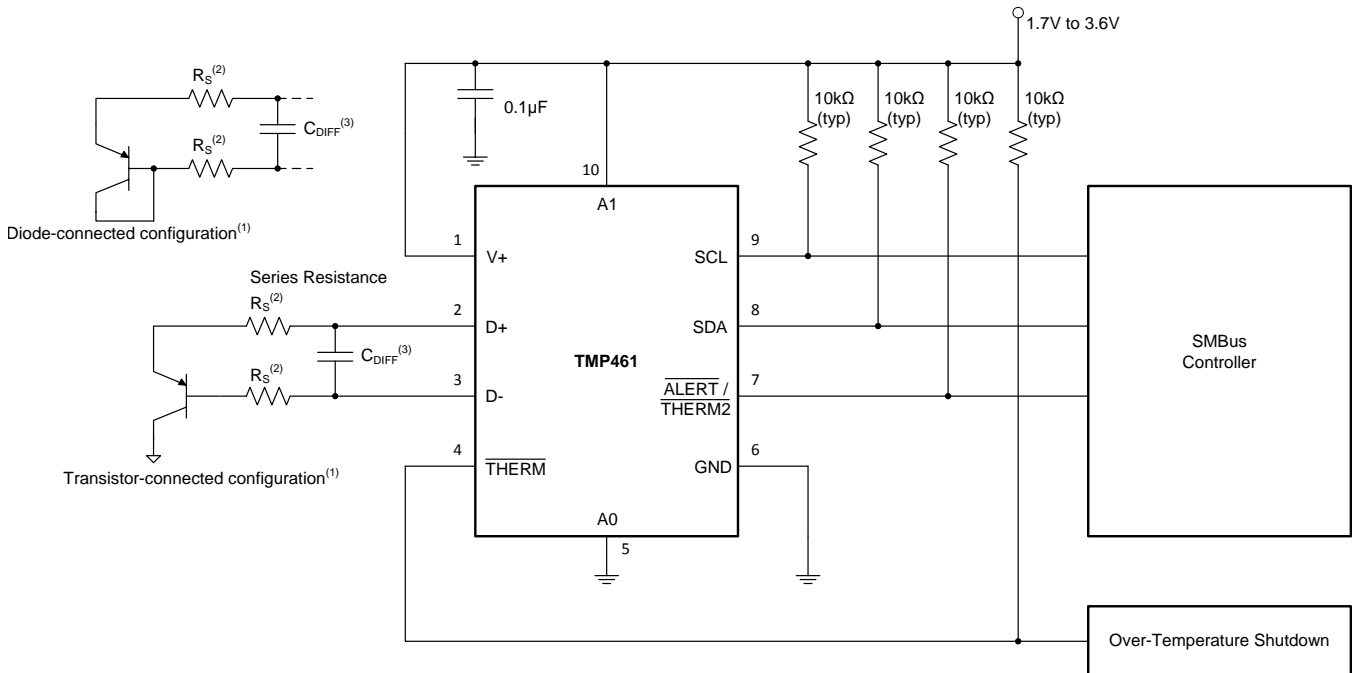 1.7V to 3.6V
R_S^(2)
C_DIFF^(3)
R_S^(2)
Diode-connected configuration^(1)
0.1µF
10kΩ
(typ)
10kΩ
(typ)
10kΩ
(typ)
10kΩ
(typ)
10
A1
1
V+
9
SCL
Series Resistance
R_S^(2)
2
D+
8
SDA
C_DIFF^(3)
TMP461
R_S^(2)
3
D-
7
ALERT /
THERM2
4
THERM
6
GND
Transistor-connected configuration^(1)
A0
5
SMBus
Controller
Over-Temperature Shutdown